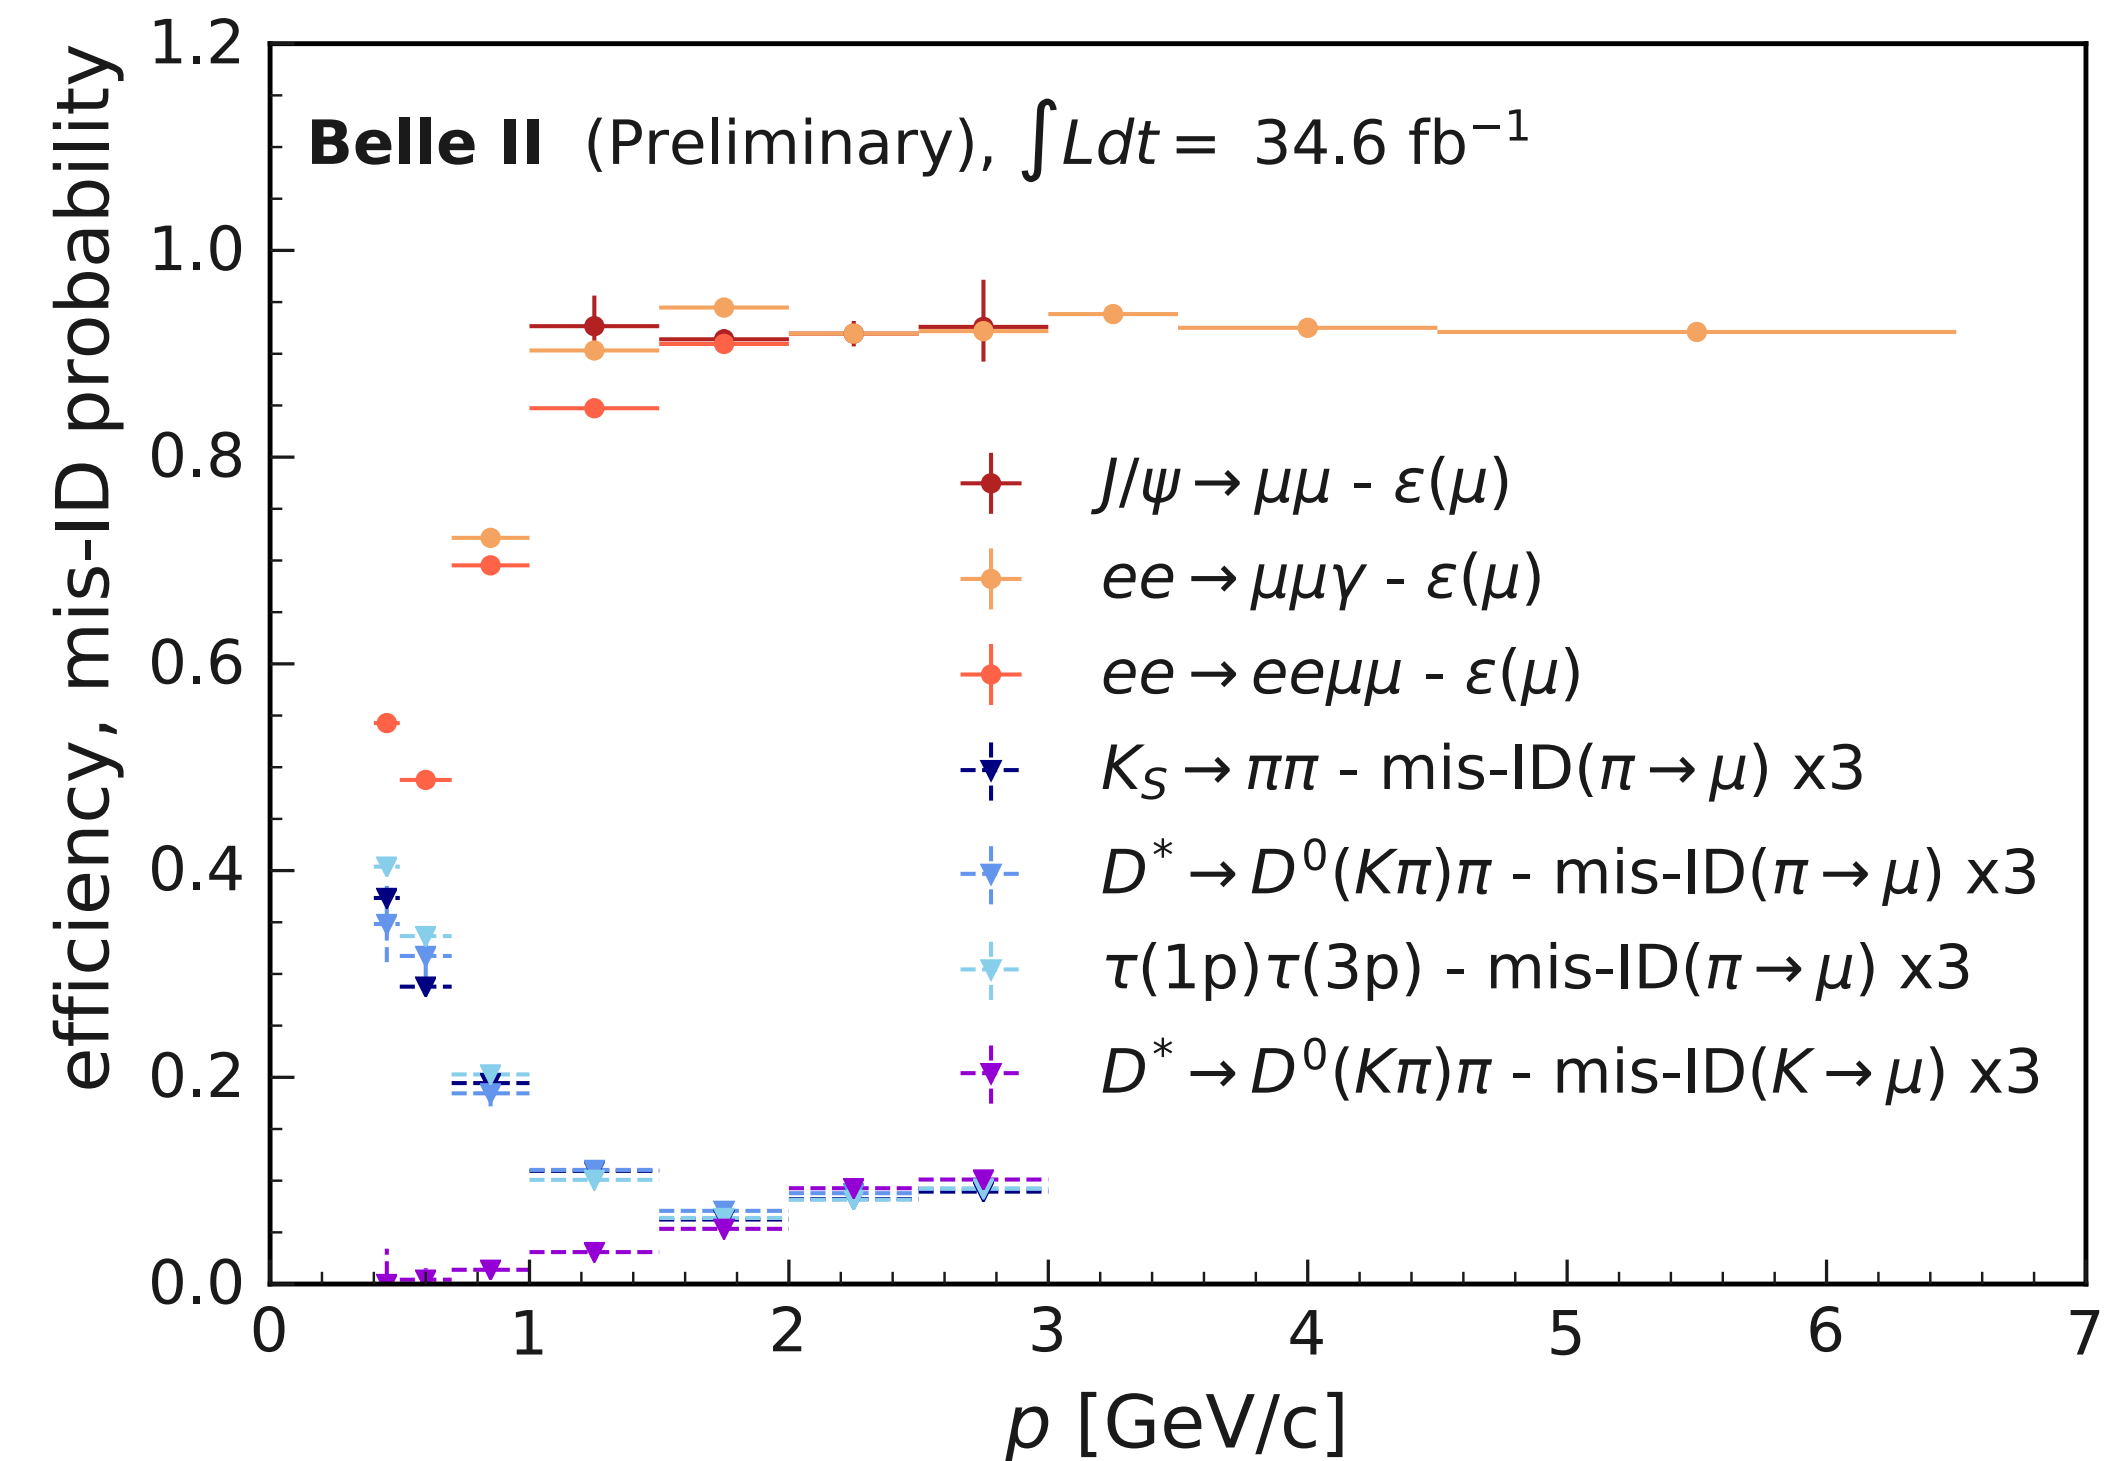 efficiency, mis-ID probability
1.2
1.0
0.8
0.6
0.4
0.2
0.0
Belle II (Preliminary), ∫Ldt = 34.6 fb⁻¹
J/ψ → μμ - ε(μ)
ee → μμγ - ε(μ)
ee → eeμμ - ε(μ)
K_S → ππ - mis-ID(π → μ) x3
D* → D⁰(Kπ)π - mis-ID(π → μ) x3
τ(1p)τ(3p) - mis-ID(π → μ) x3
D* → D⁰(Kπ)π - mis-ID(K → μ) x3
0 1 2 3 4 5 6 7
p [GeV/c]